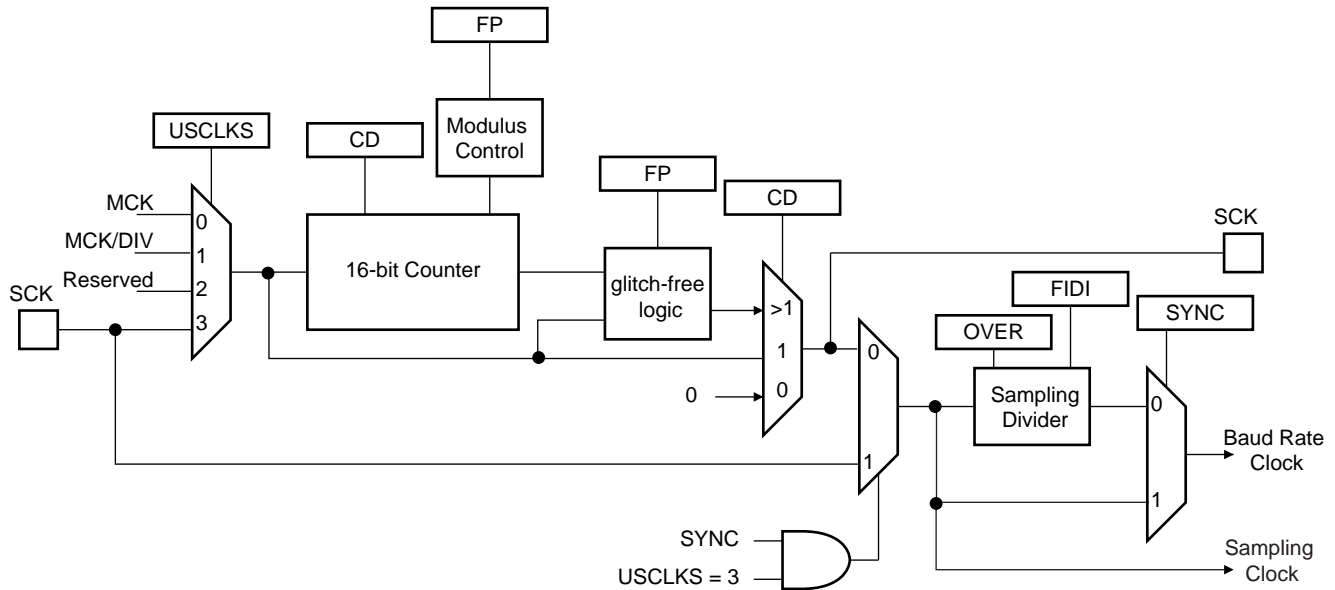 FP
USCLKS
CD
Modulus
Control
FP
CD
MCK
0
MCK/DIV
1
Reserved
2
SCK
3
16-bit Counter
glitch-free
logic
>1
1
0
0
SCK
FIDI
OVER
SYNC
0
1
Sampling
Divider
0
1
Baud Rate
Clock
SYNC
USCLKS = 3
Sampling
Clock